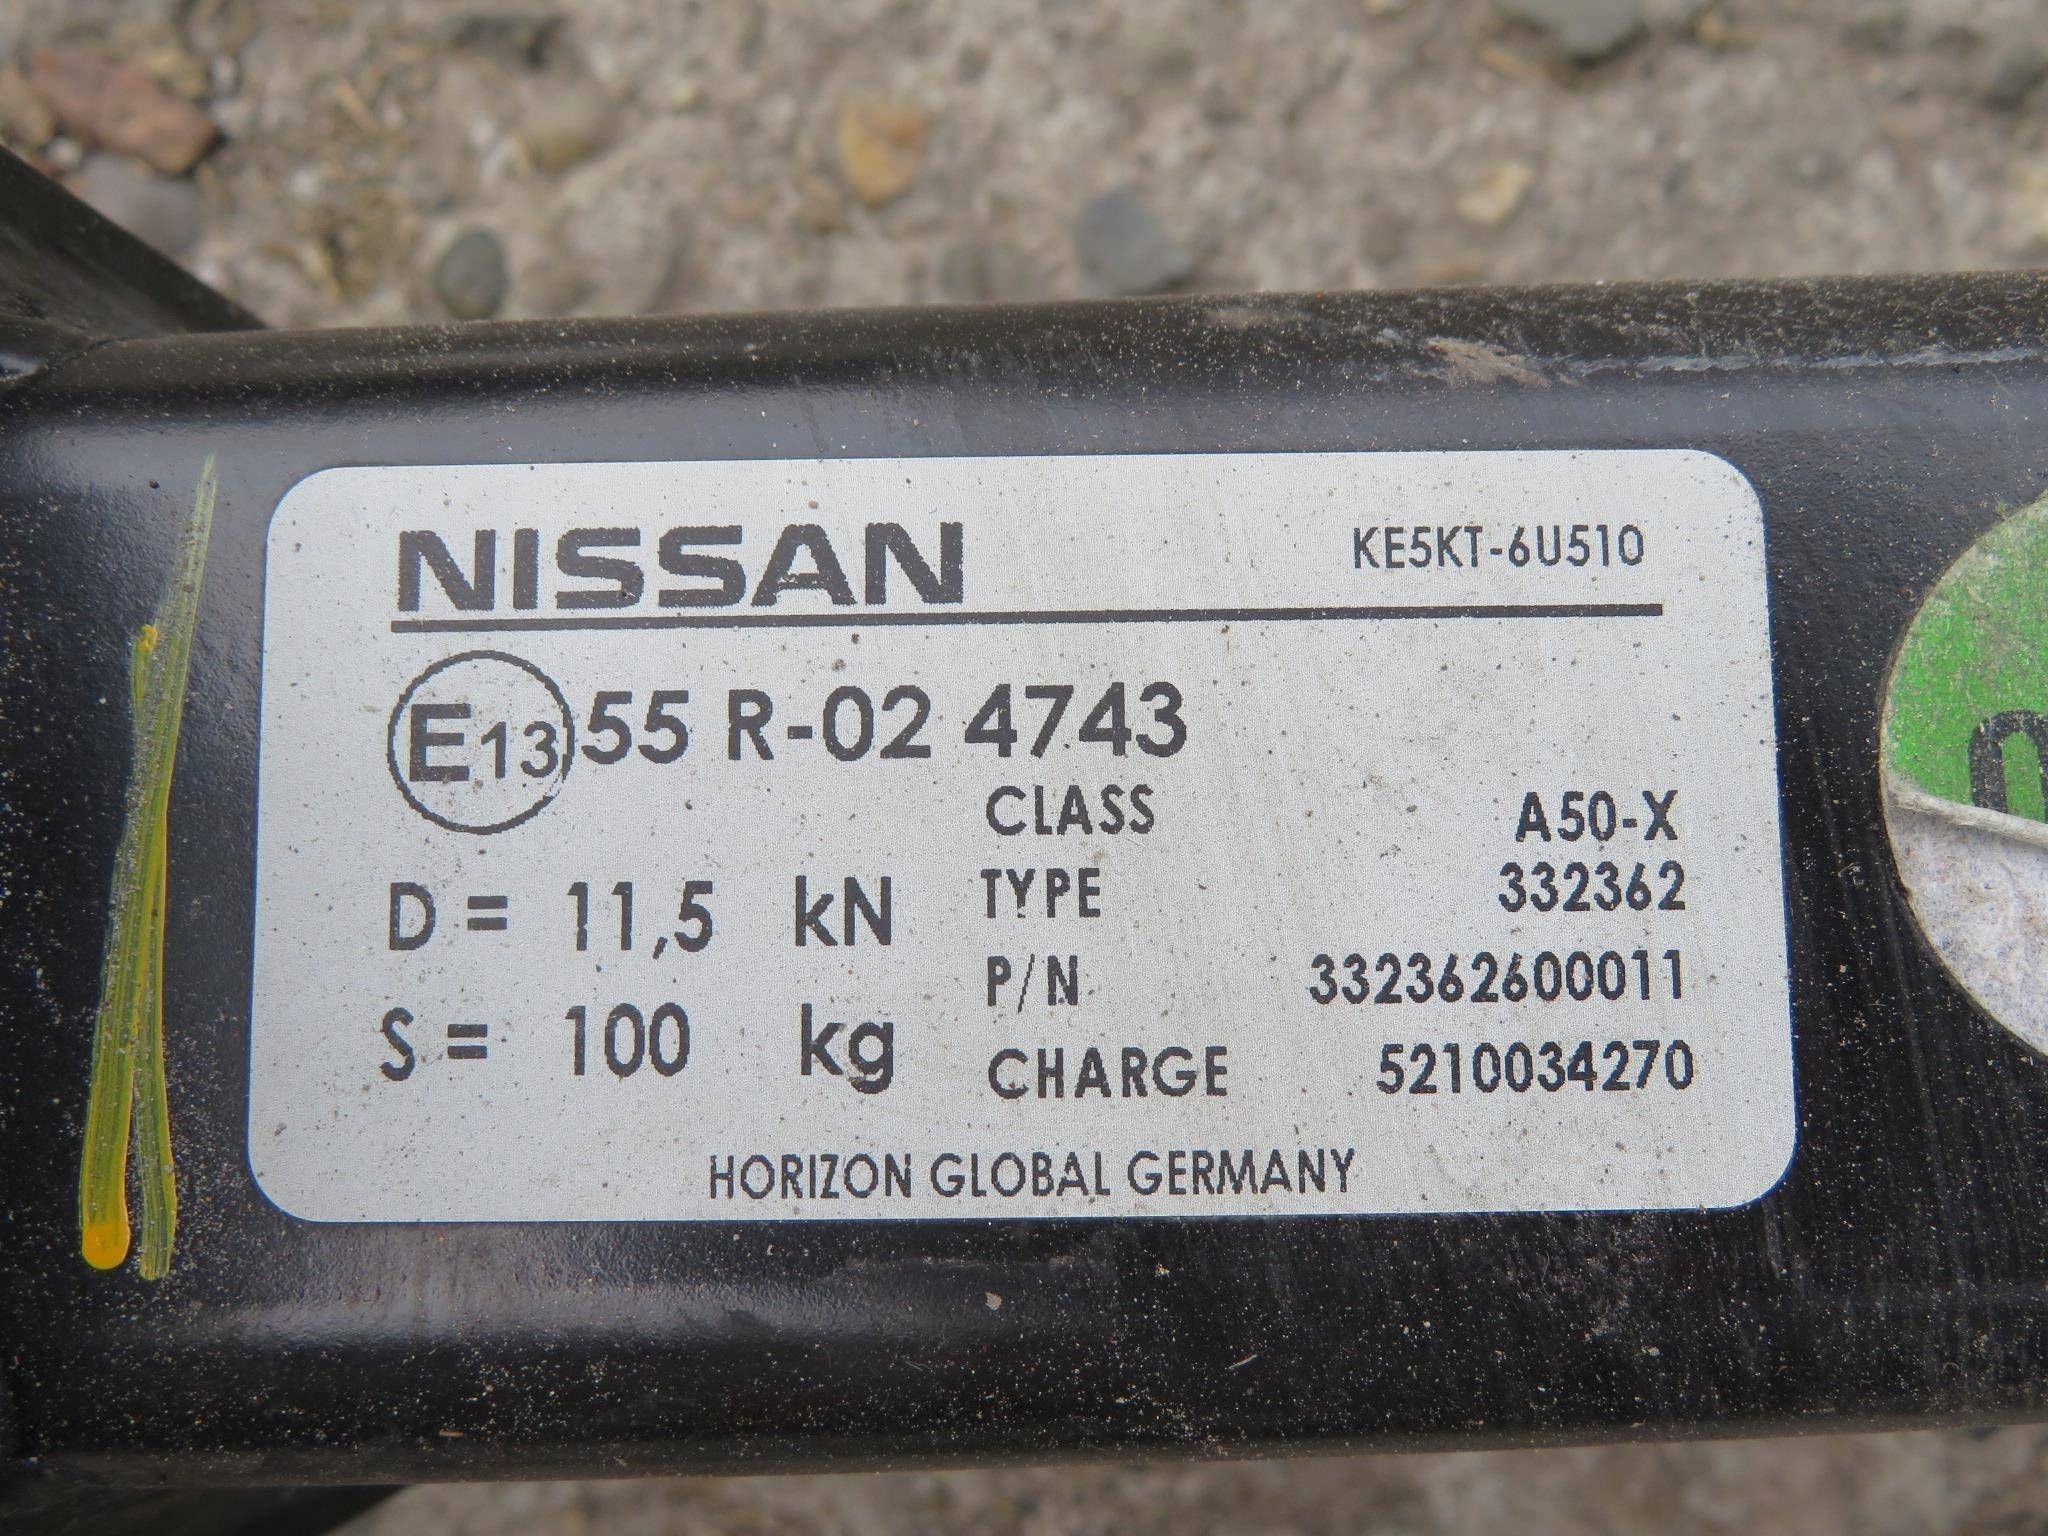 NISSAN KE5KT-6U510
E13 55 R-02 4743
CLASS A50-X
D = 11,5 kN TYPE 332362
P/N 332362600011
S = 100 kg CHARGE 5210034270
HORIZON GLOBAL GERMANY